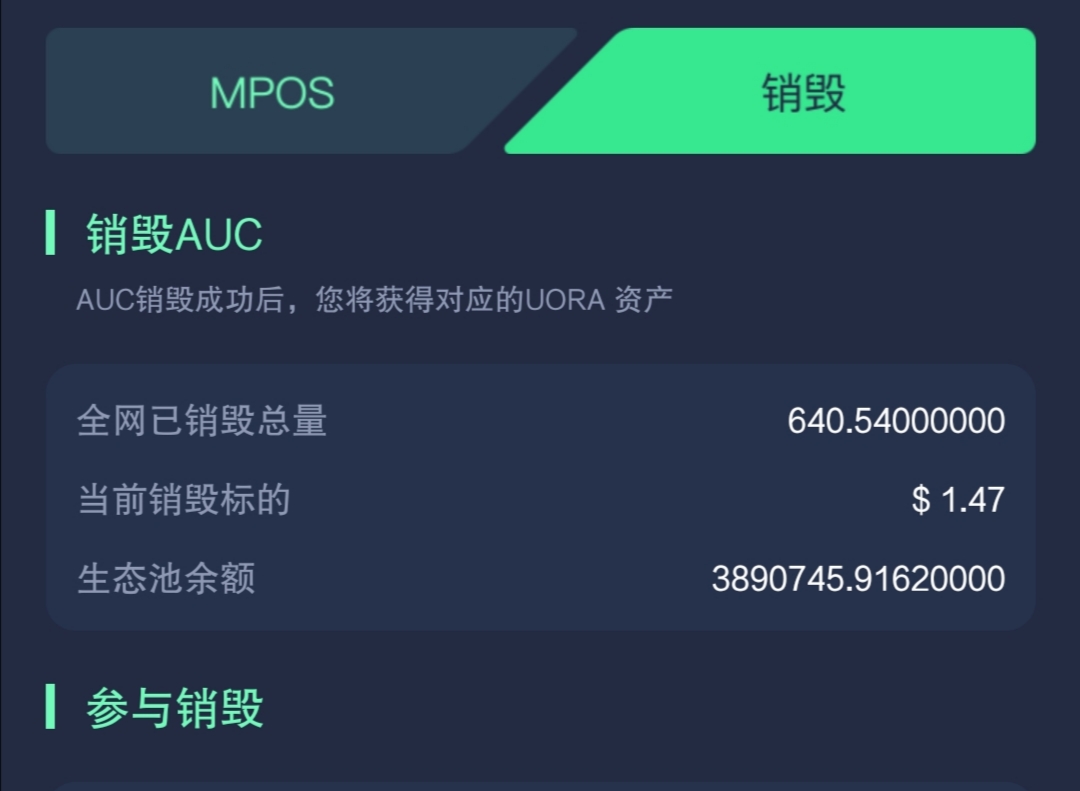 MPOS
销毁
销毁AUC
AUC销毁成功后，您将获得对应的UORA 资产
全网已销毁总量 640.54000000
当前销毁标的 $ 1.47
生态池余额 3890745.91620000
参与销毁